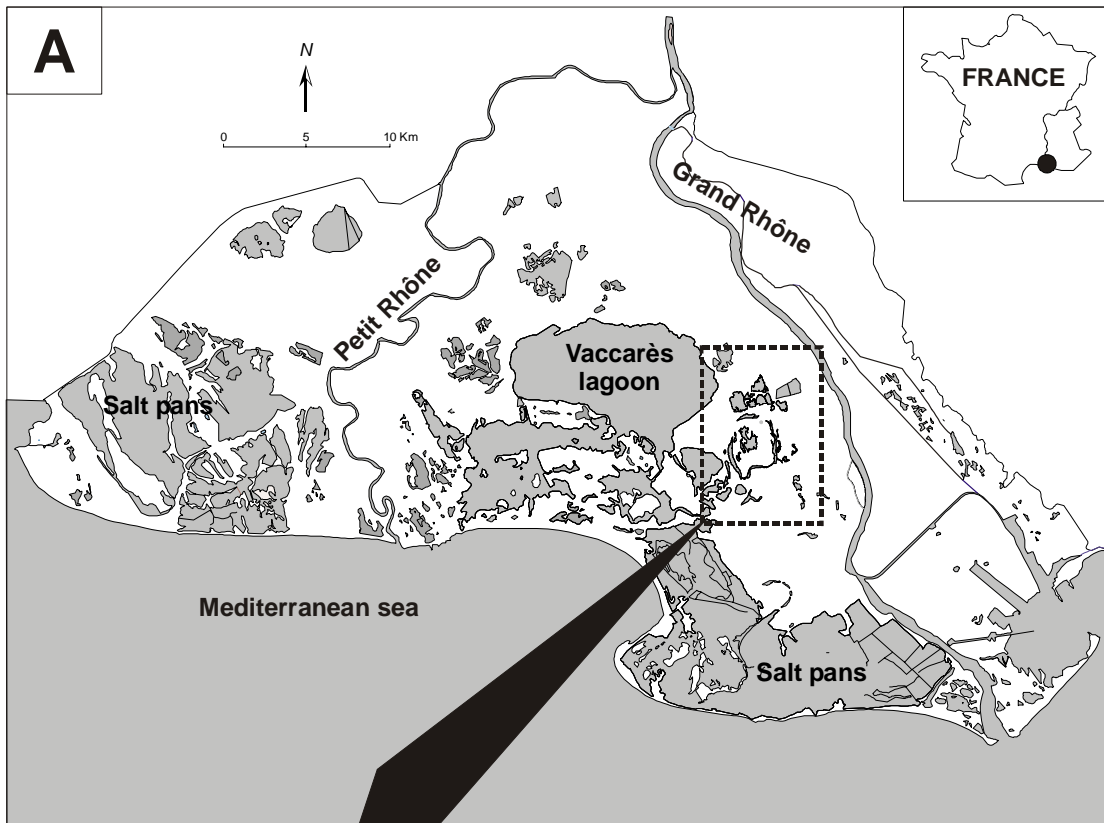 A
N
0 5 10 Km
FRANCE
Grand Rhône
Petit Rhône
Vaccarès
lagoon
Salt pans
Mediterranean sea
Salt pans